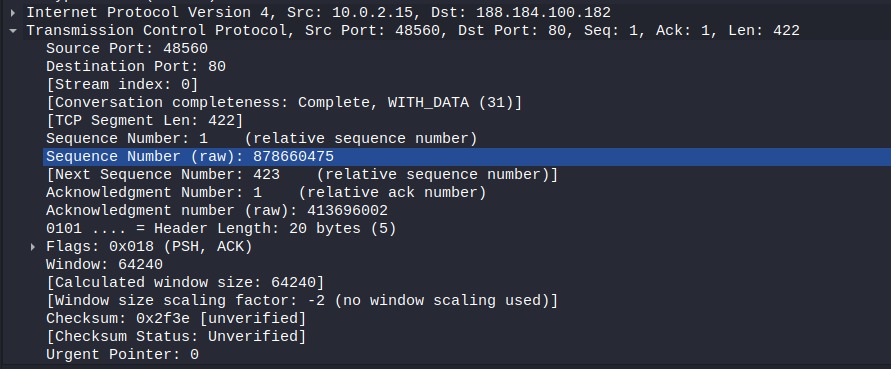 Internet Protocol Version 4, Src: 10.0.2.15, Dst: 188.184.100.182
Transmission Control Protocol, Src Port: 48560, Dst Port: 80, Seq: 1, Ack: 1, Len: 422
Source Port: 48560
Destination Port: 80
[Stream index: 0]
[Conversation completeness: Complete, WITH_DATA (31)]
[TCP Segment Len: 422]
Sequence Number: 1    (relative sequence number)
Sequence Number (raw): 878660475
[Next Sequence Number: 423    (relative sequence number)]
Acknowledgment Number: 1    (relative ack number)
Acknowledgment number (raw): 413696002
0101 .... = Header Length: 20 bytes (5)
Flags: 0x018 (PSH, ACK)
Window: 64240
[Calculated window size: 64240]
[Window size scaling factor: -2 (no window scaling used)]
Checksum: 0x2f3e [unverified]
[Checksum Status: Unverified]
Urgent Pointer: 0